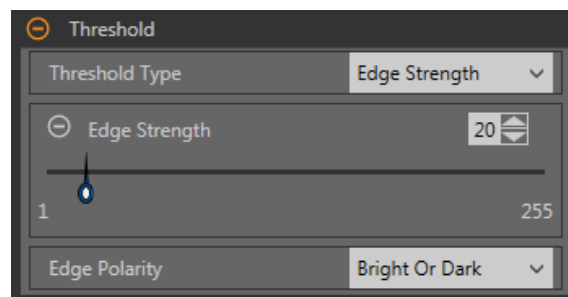 Threshold
Threshold Type Edge Strength
Edge Strength 20
1 255
Edge Polarity Bright Or Dark